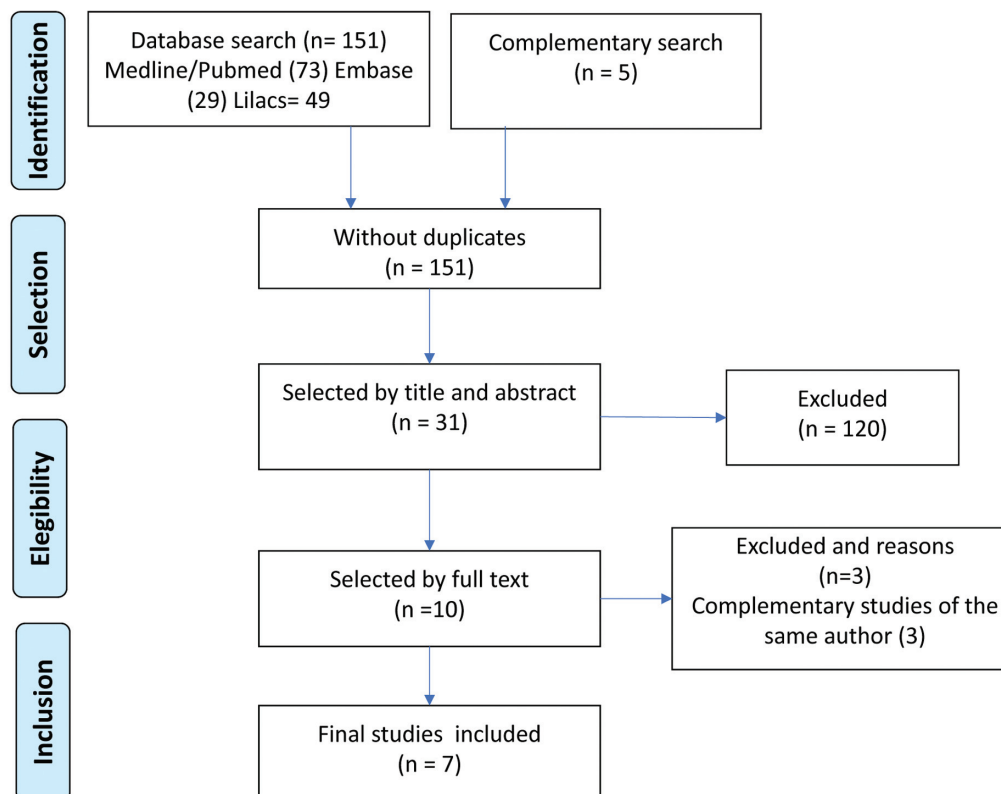 Identification
Database search (n= 151)
Medline/Pubmed (73) Embase
(29) Lilacs= 49
Complementary search
(n = 5)
Selection
Without duplicates
(n = 151)
Selected by title and abstract
(n = 31)
Excluded
(n = 120)
Elegibility
Selected by full text
(n =10)
Excluded and reasons
(n=3)
Complementary studies of the
same author (3)
Inclusion
Final studies included
(n = 7)